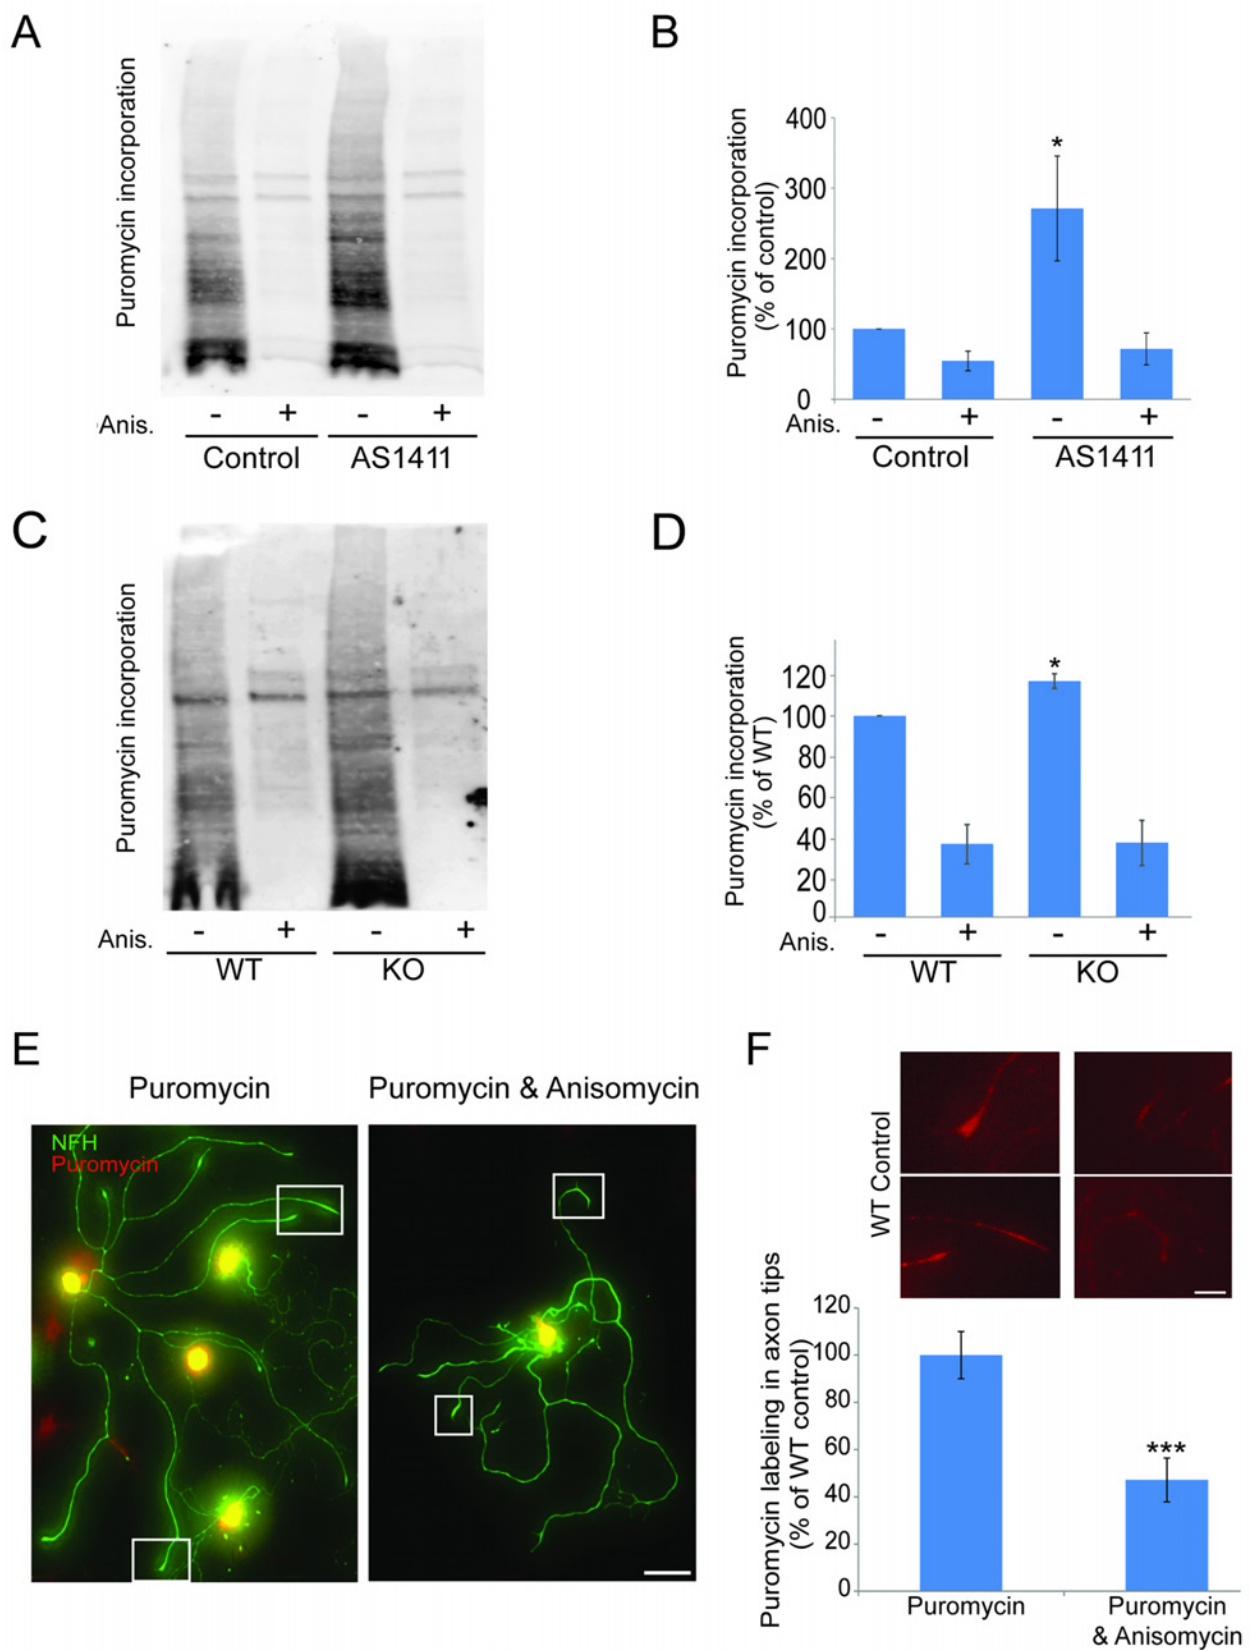 A
Puromycin incorporation
Anis.
- + - +
Control AS1411
B
Puromycin incorporation
(% of control)
400
300
200
100
0
*
Anis.
- + - +
Control AS1411
C
Puromycin incorporation
Anis.
- + - +
WT KO
D
Puromycin incorporation
(% of WT)
120
100
80
60
40
20
0
*
Anis.
- + - +
WT KO
E
Puromycin Puromycin & Anisomycin
NFH
Puromycin
F
WT Control
Puromycin labeling in axon tips
(% of WT control)
120
100
80
60
40
20
0
***
Puromycin Puromycin
& Anisomycin